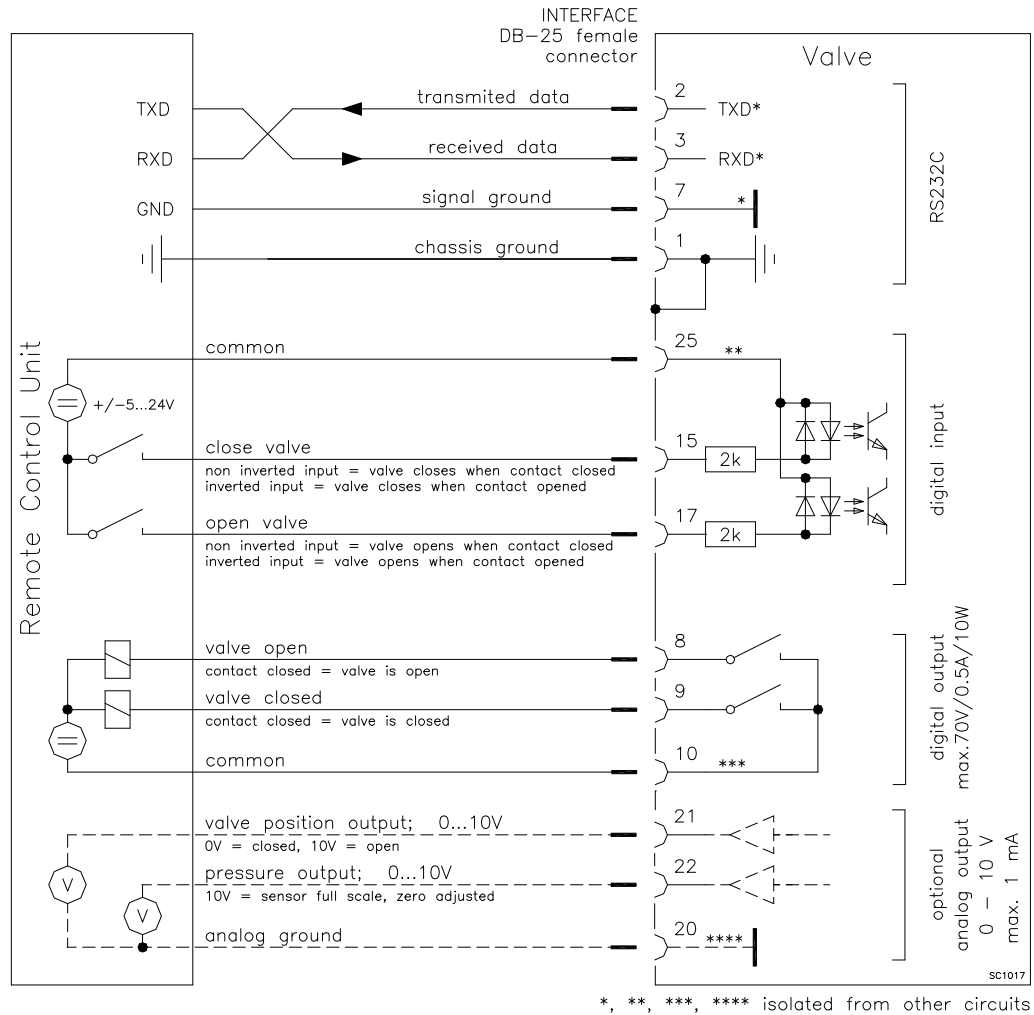 INTERFACE
DB-25 female
connector
Valve
Remote Control Unit
TXD
transmited data
2
TXD*
RXD
received data
3
RXD*
GND
signal ground
7
*
chassis ground
1
RS232C
common
25
**
+/-5...24V
close valve
15
2k
non inverted input = valve closes when contact closed
inverted input = valve closes when contact opened
open valve
17
2k
non inverted input = valve opens when contact closed
inverted input = valve opens when contact opened
digital input
valve open
8
contact closed = valve is open
valve closed
9
contact closed = valve is closed
common
10
***
digital output
max.70V/0.5A/10W
valve position output; 0...10V
21
0V = closed, 10V = open
V
pressure output; 0...10V
22
10V = sensor full scale, zero adjusted
V
analog ground
20
****
optional
analog output
0 - 10 V
max. 1 mA
SC1017
*, **, ***, **** isolated from other circuits